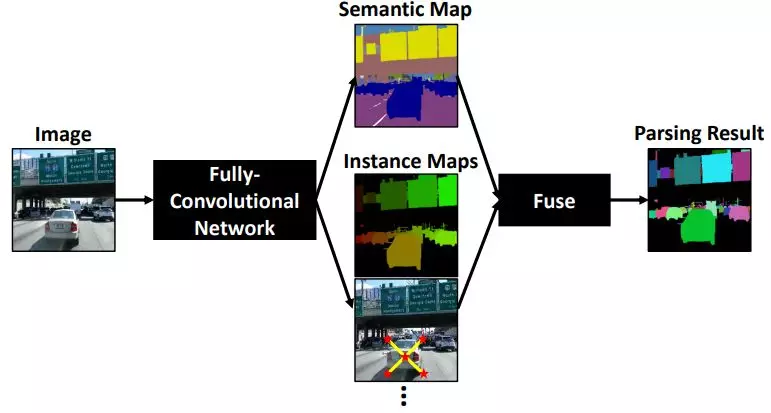 Semantic Map
Image
Instance Maps
Parsing Result
Fully-
Convolutional
Network
Fuse